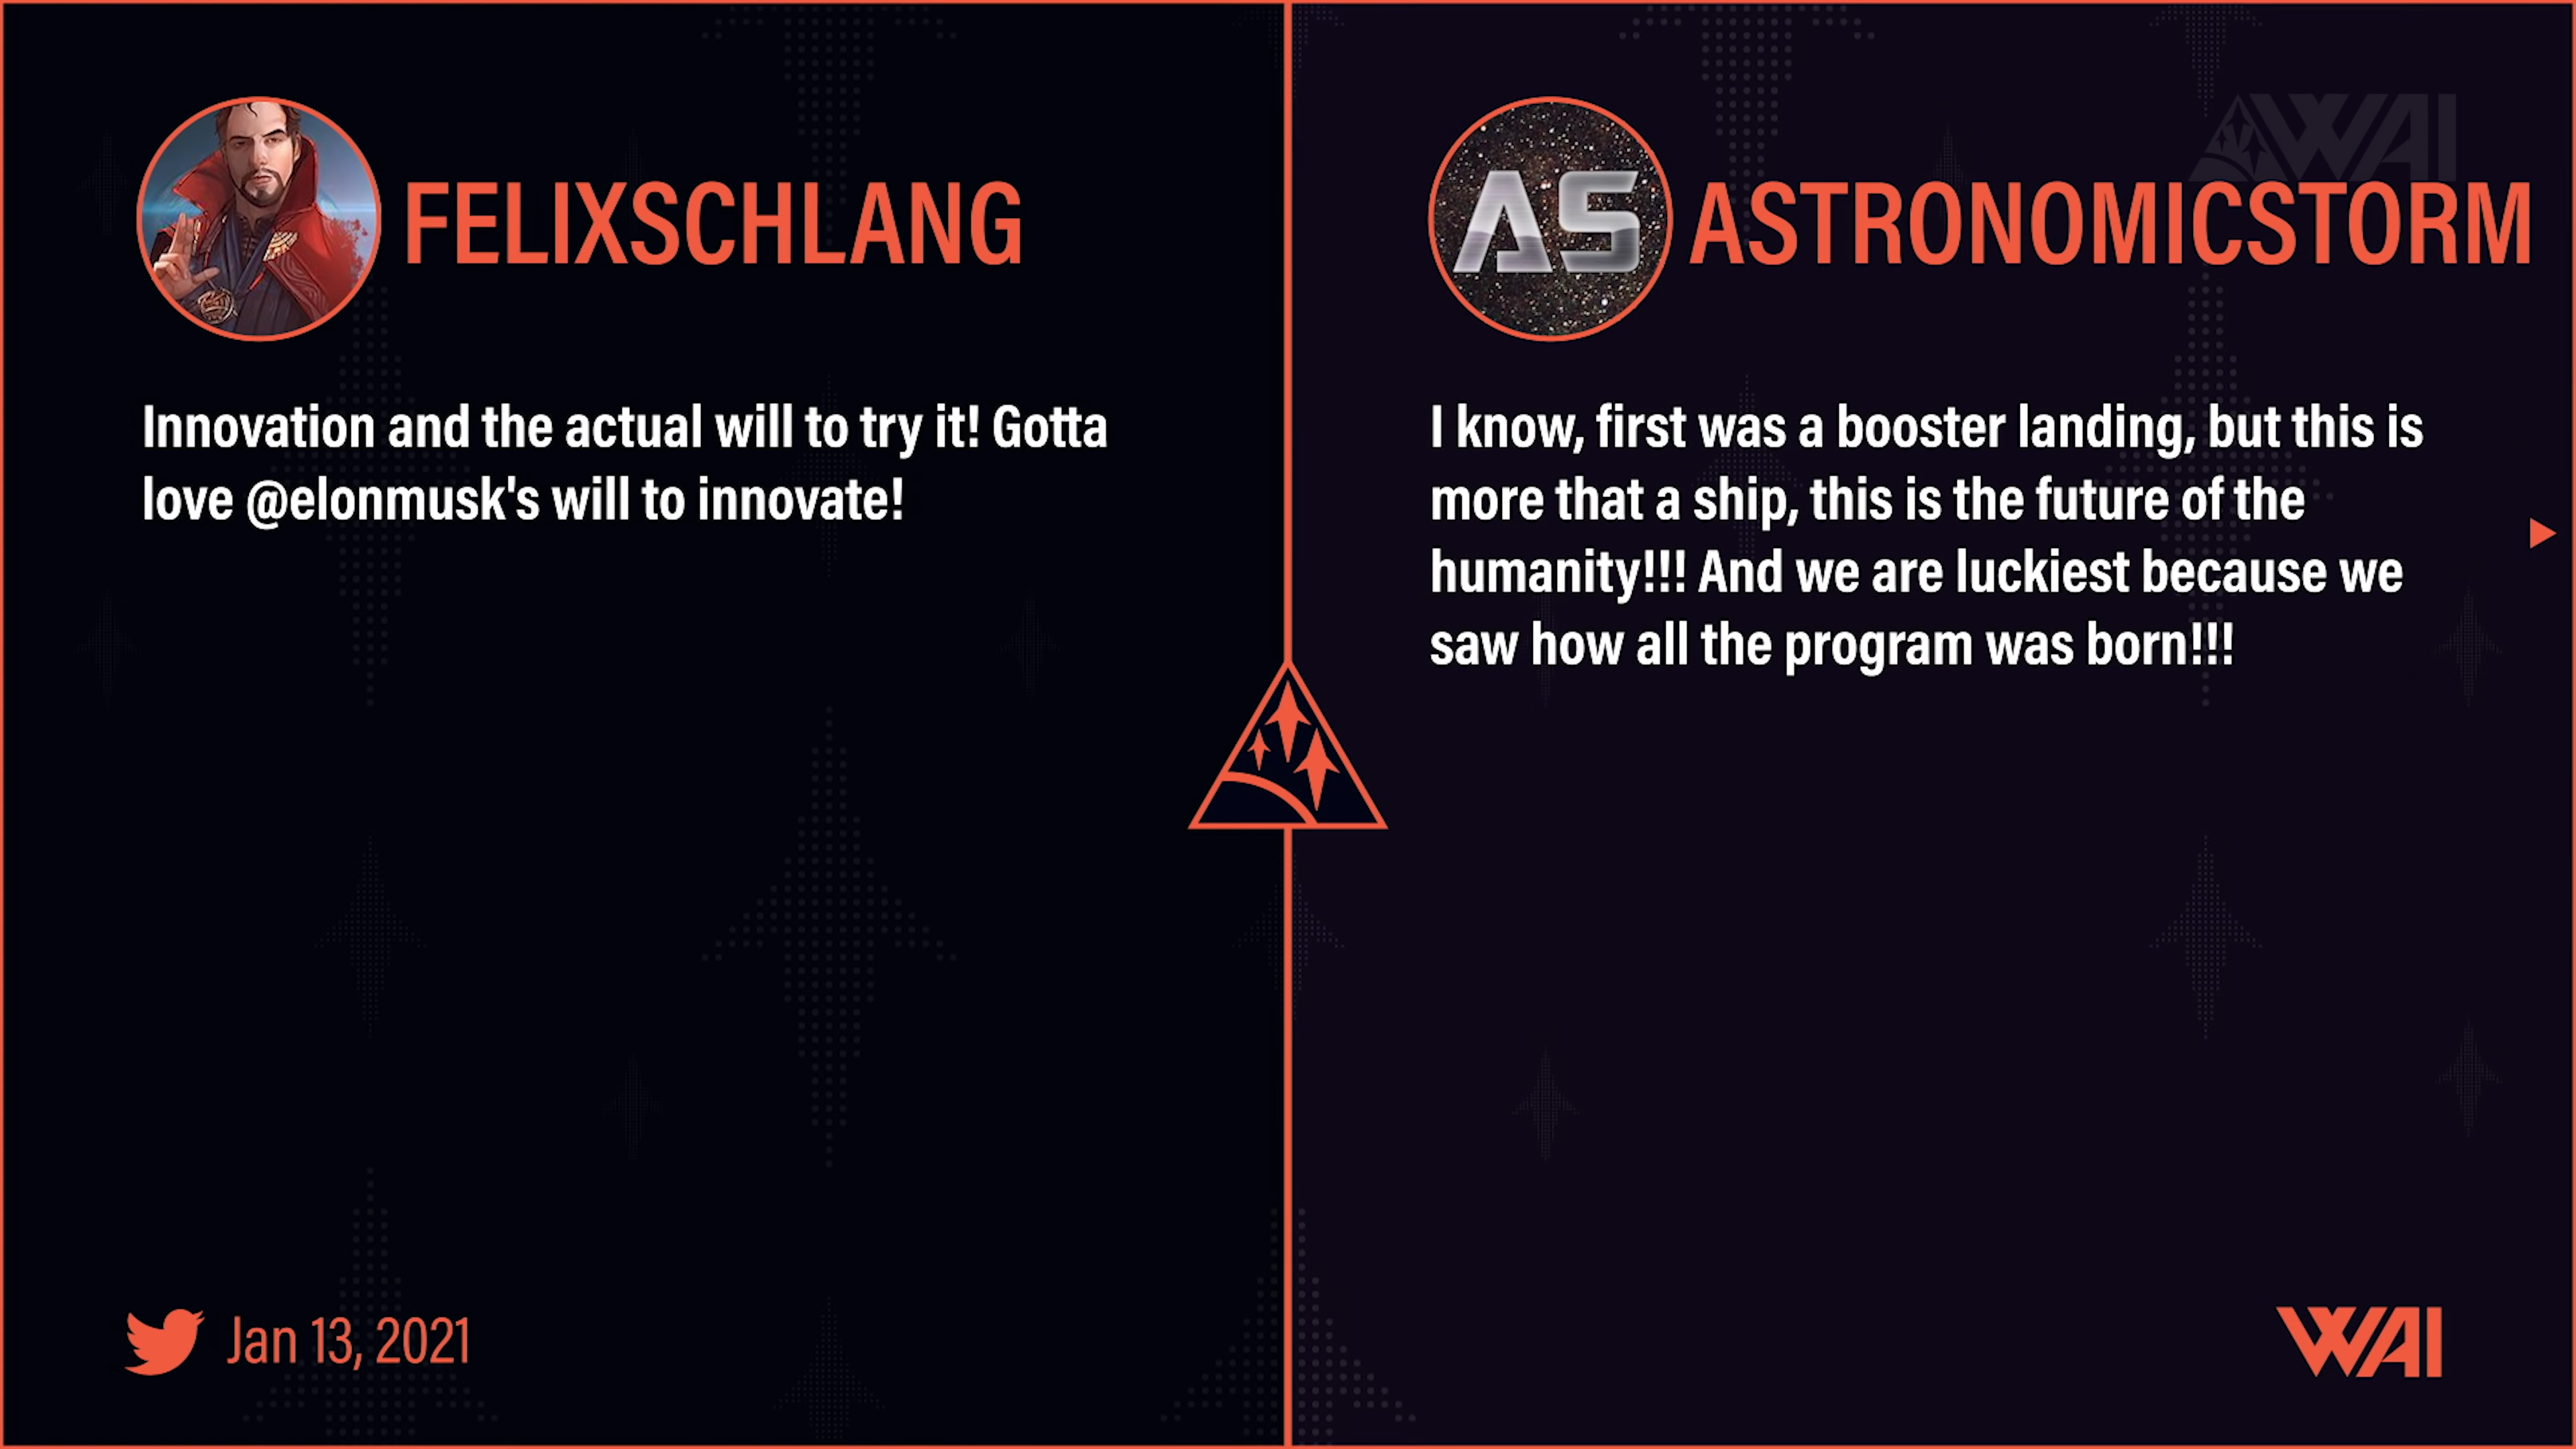 FELIXSCHLANG
Innovation and the actual will to try it! Gotta
love @elonmusk's will to innovate!
Jan 13, 2021
WAI
AS
ASTRONOMICSTORM
I know, first was a booster landing, but this is
more that a ship, this is the future of the
humanity!!! And we are luckiest because we
saw how all the program was born!!!
WAI